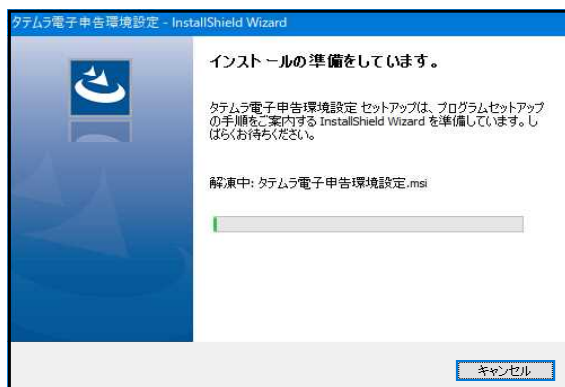 タテムラ電子申告環境設定 - InstallShield Wizard
インストールの準備をしています。
タテムラ電子申告環境設定 セットアップは、プログラムセットアップ
の手順をご案内する InstallShield Wizard を準備しています。し
ばらくお待ちください。
解凍中: タテムラ電子申告環境設定.msi
キャンセル